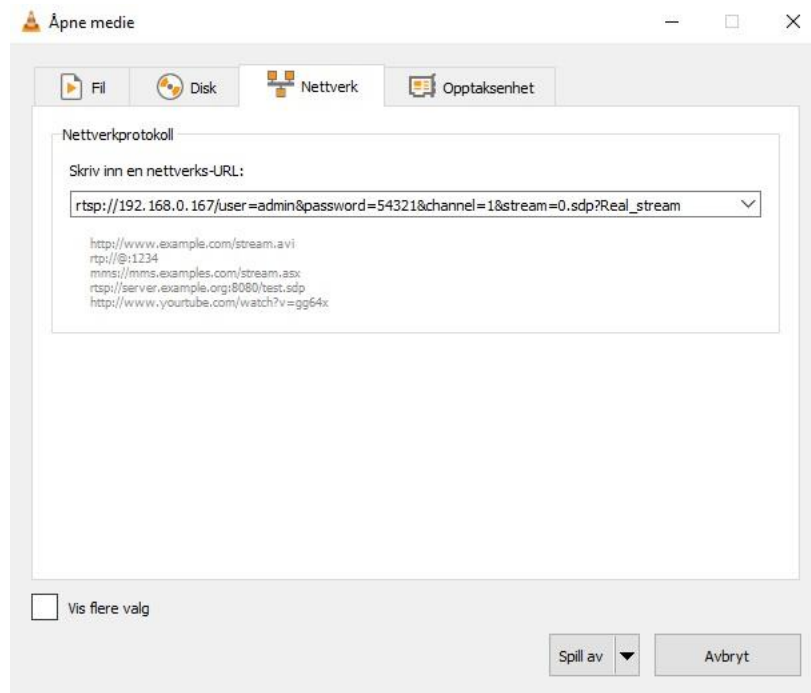 Åpne medie
Fil
Disk
Nettverk
Opptaksenhet
Nettverkprotokoll
Skriv inn en nettverks-URL:
rtsp://192.168.0.167/user=admin&password=54321&channel=1&stream=0.sdp?Real_stream
http://www.example.com/stream.avi
rtp://@:1234
mms://mms.examples.com/stream.asx
rtsp://server.example.org:8080/test.sdp
http://www.yourtube.com/watch?v=gg64x
Vis flere valg
Spill av
Avbryt